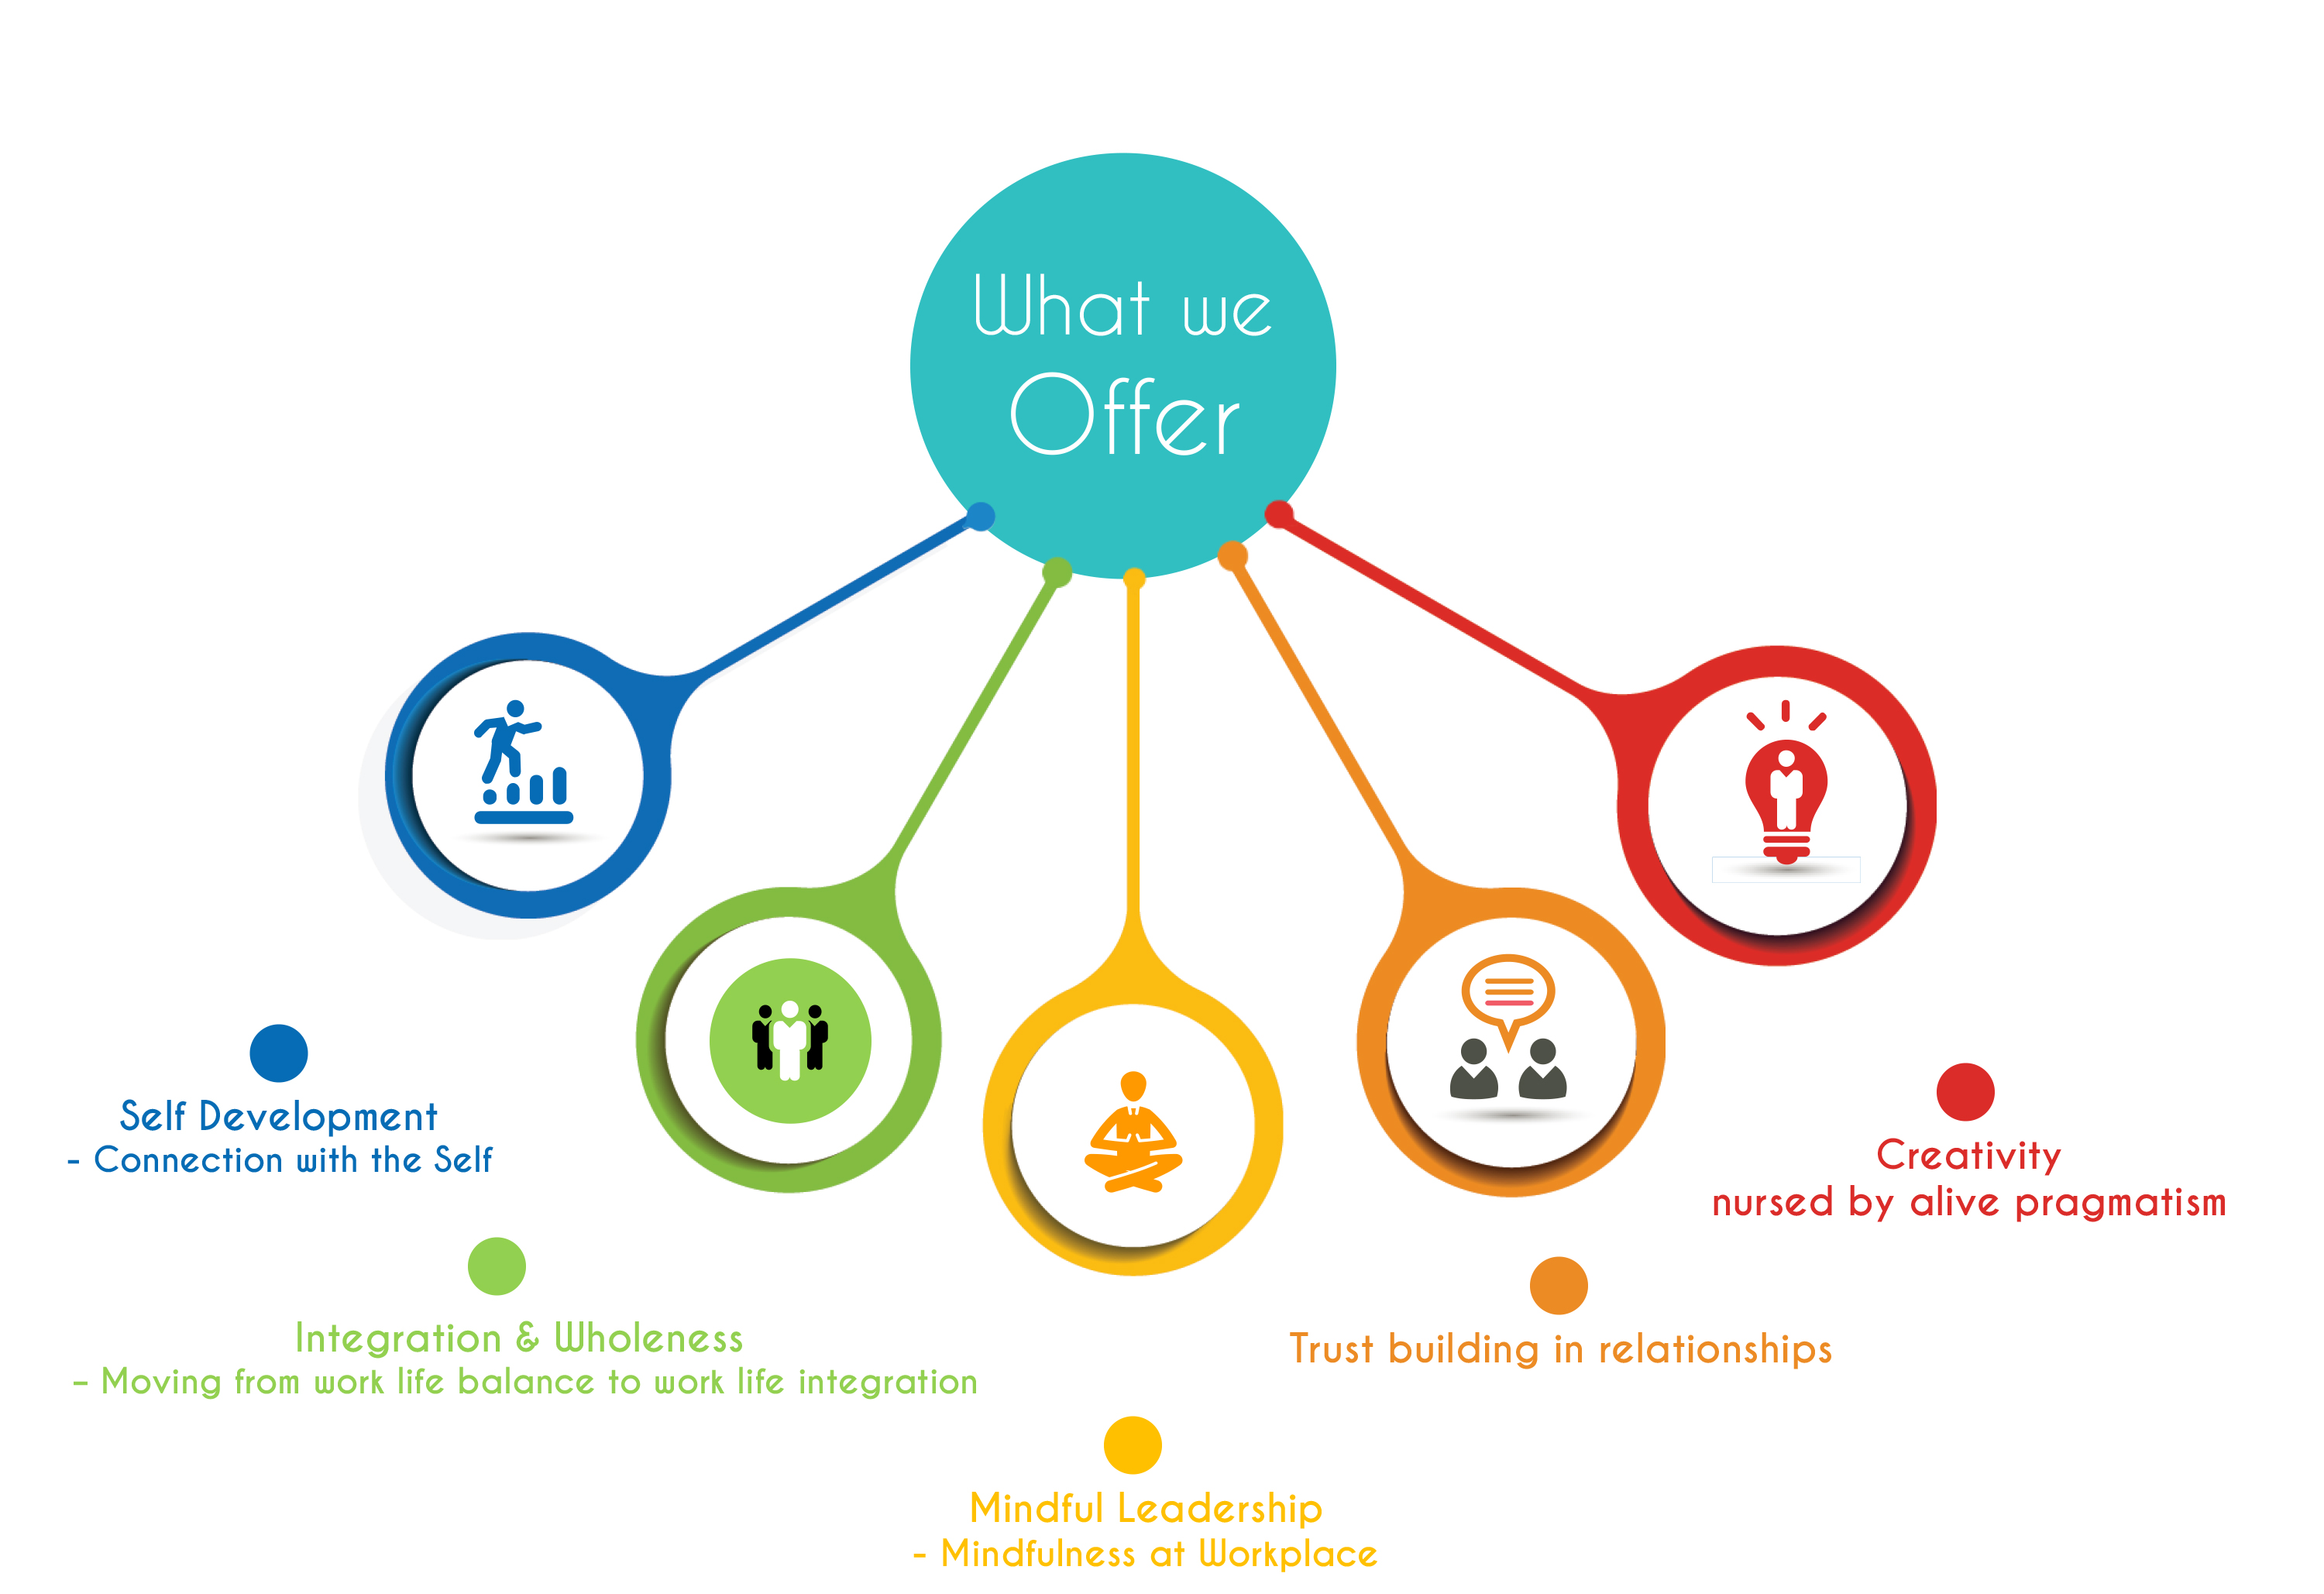 What we
Offer
Self Development
- Connection with the Self
Integration & Wholeness
– Moving from work life balance to work life integration
Mindful Leadership
- Mindfulness at Workplace
Trust building in relationships
Creativity
nursed by alive pragmatism